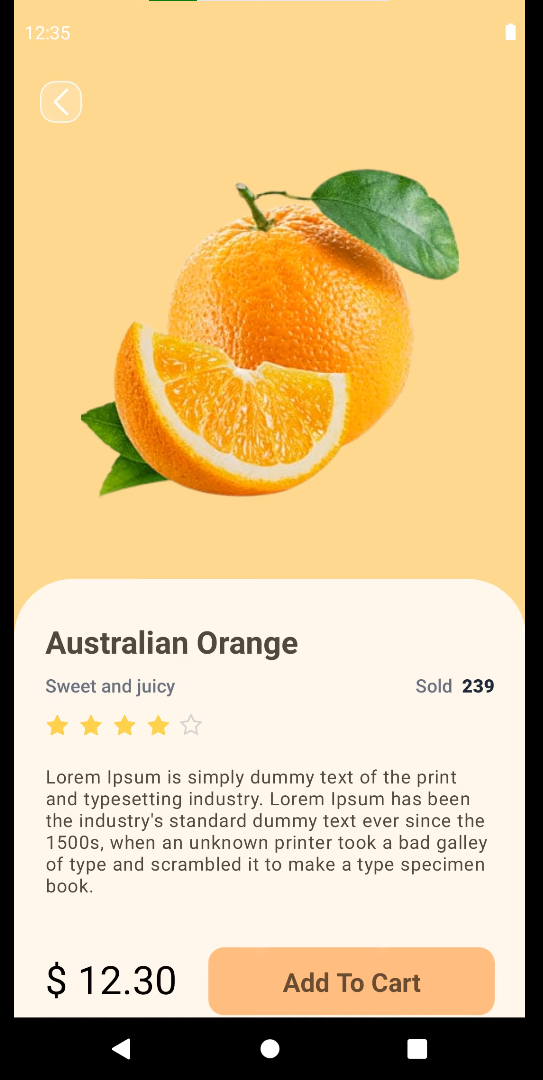 12:35
Australian Orange
Sweet and juicy
Sold 239
Lorem Ipsum is simply dummy text of the print
and typesetting industry. Lorem Ipsum has been
the industry's standard dummy text ever since the
1500s, when an unknown printer took a bad galley
of type and scrambled it to make a type specimen
book.
$ 12.30
Add To Cart